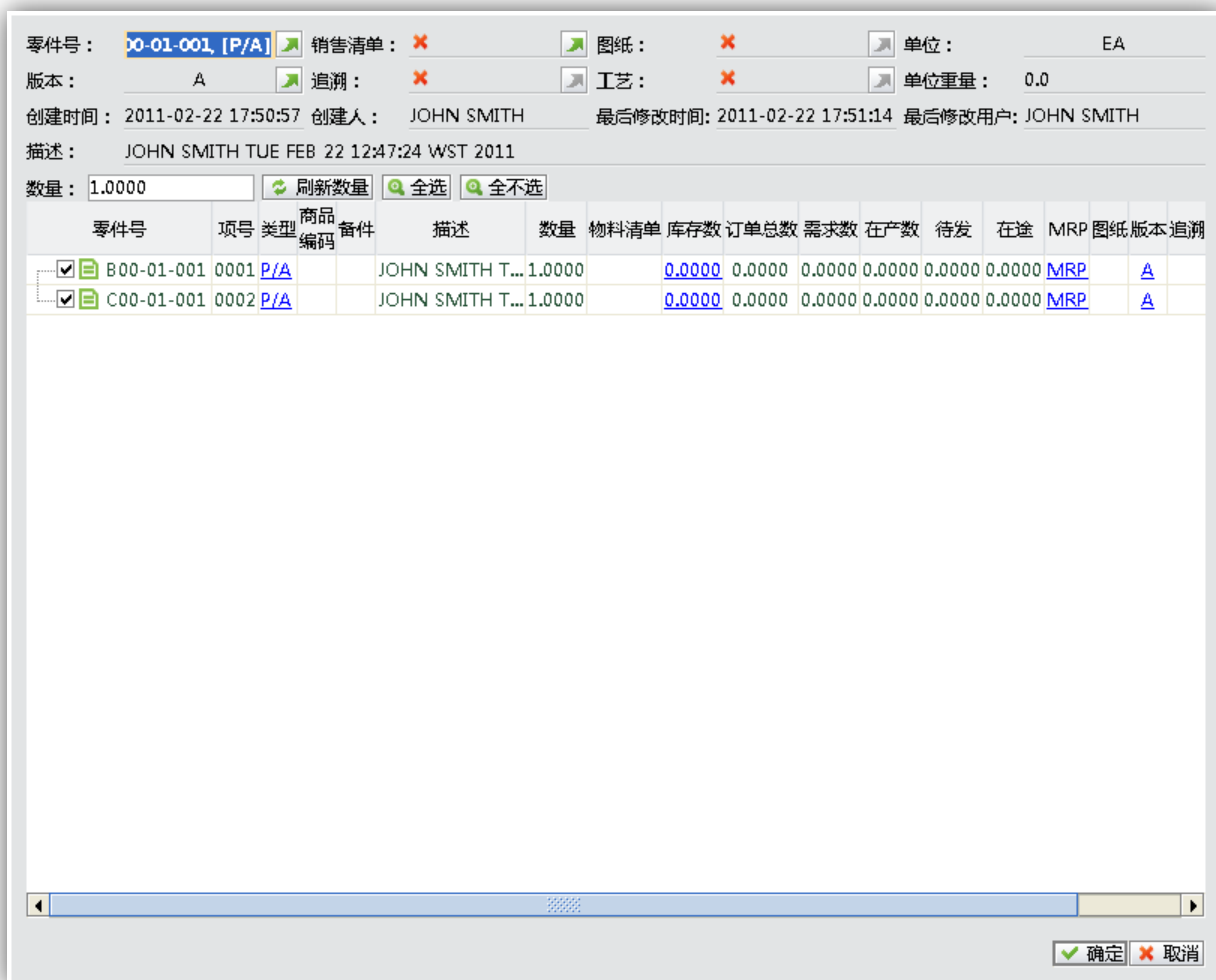 零件号： 00-01-001, [P/A] 销售清单： 图纸： 单位： EA
版本： A 追溯： 工艺： 单位重量： 0.0
创建时间： 2011-02-22 17:50:57 创建人： JOHN SMITH 最后修改时间: 2011-02-22 17:51:14 最后修改用户: JOHN SMITH
描述： JOHN SMITH TUE FEB 22 12:47:24 WST 2011
数量： 1.0000 刷新数量 全选 全不选
零件号 项号 类型 商品编码 备件 描述 数量 物料清单 库存数 订单总数 需求数 在产数 待发 在途 MRP 图纸 版本 追溯
B00-01-001 0001 P/A JOHN SMITH T... 1.0000 0.0000 0.0000 0.0000 0.0000 0.0000 0.0000 MRP A
C00-01-001 0002 P/A JOHN SMITH T... 1.0000 0.0000 0.0000 0.0000 0.0000 0.0000 0.0000 MRP A
确定 取消